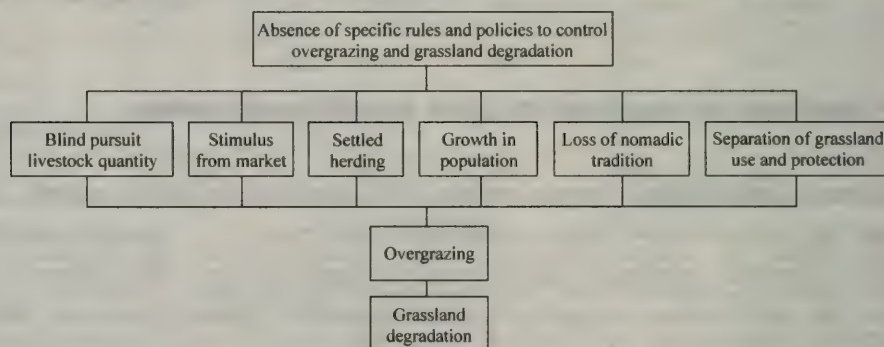 Absence of specific rules and policies to control
overgrazing and grassland degradation
Blind pursuit
livestock quantity
Stimulus
from market
Settled
herding
Growth in
population
Loss of nomadic
tradition
Separation of grassland
use and protection
Overgrazing
Grassland
degradation